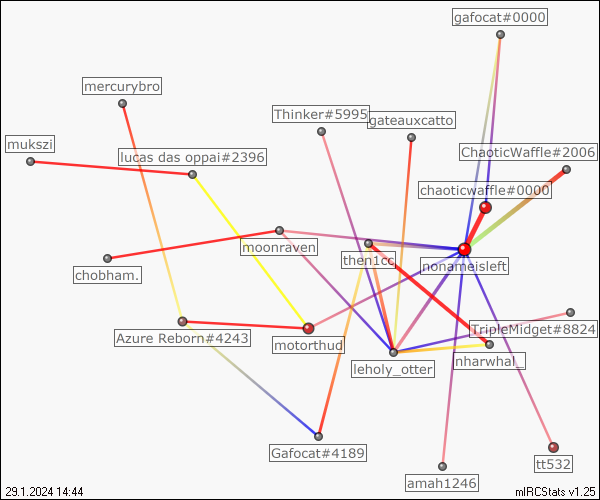 gafocat#0000
mercurybro
Thinker#5995
gateauxcatto
mukszi
lucas das oppai#2396
ChaoticWaffle#2006
chaoticwaffle#0000
moonraven
then1cc
nonameisleft
chobham.
Azure Reborn#4243
motorthud
TripleMidget#8824
leholy_otter
nharwhal_
Gafocat#4189
tt532
amah1246
29.1.2024 14:44
mIRCStats v1.25